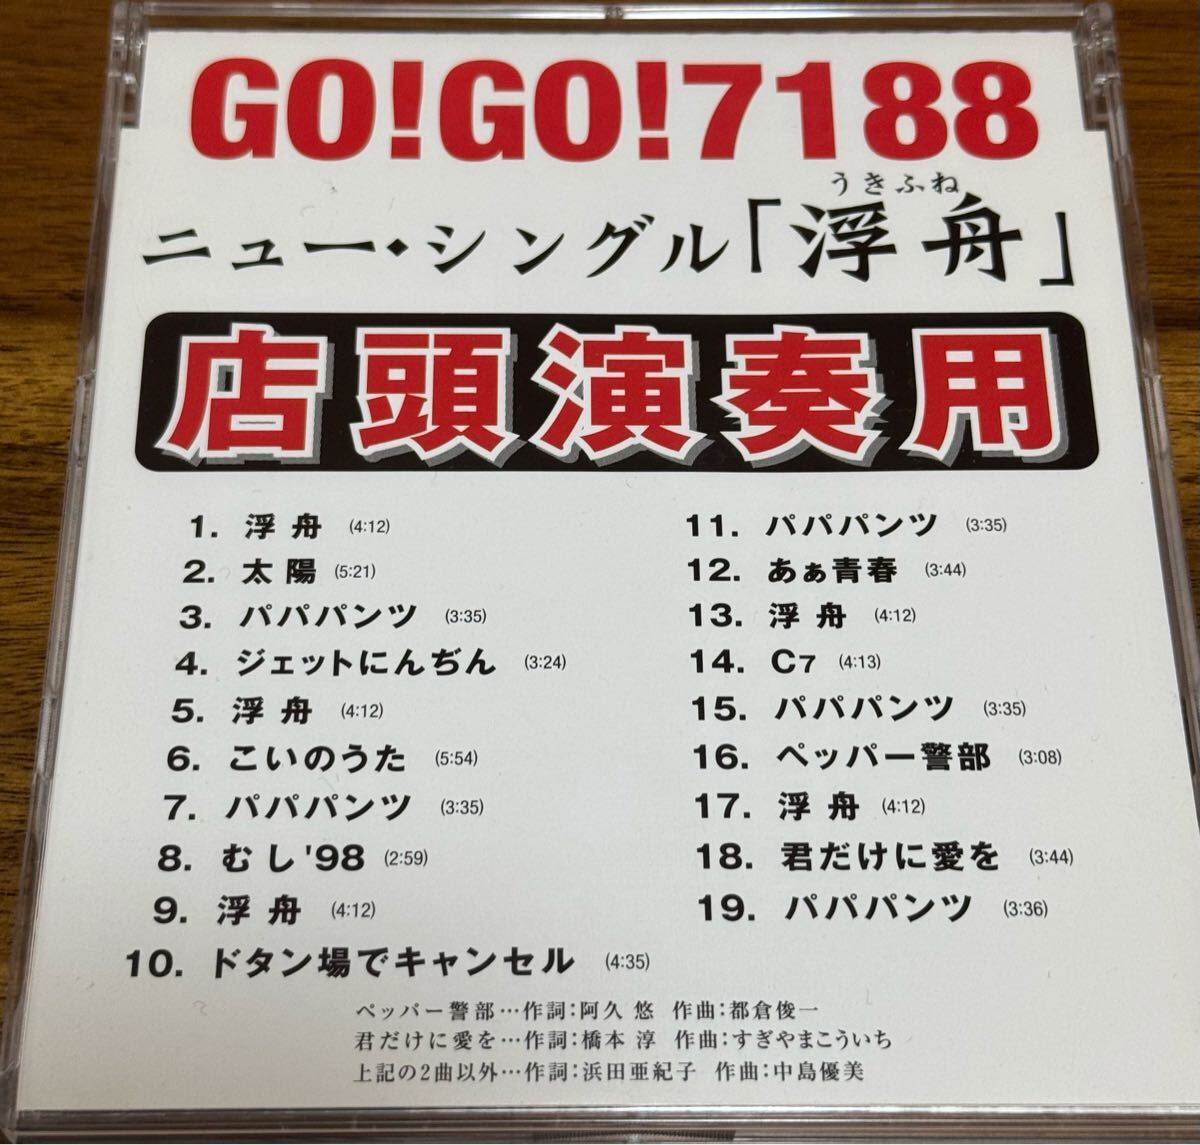 GO!GO!7188
うきふね
ニュー・シングル「浮舟」
店頭演奏用
1. 浮舟 (4:12)
2. 太陽 (5:21)
3. パパパンツ (3:35)
4. ジェットにんぢん (3:24)
5. 浮舟 (4:12)
6. こいのうた (5:54)
7. パパパンツ (3:35)
8. むし'98 (2:59)
9. 浮舟 (4:12)
10. ドタン場でキャンセル (4:35)
11. パパパンツ (3:35)
12. あぁ青春 (3:44)
13. 浮舟 (4:12)
14. C7 (4:13)
15. パパパンツ (3:35)
16. ペッパー警部 (3:08)
17. 浮舟 (4:12)
18. 君だけに愛を (3:44)
19. パパパンツ (3:36)
ペッパー警部…作詞:阿久 悠 作曲:都倉俊一
君だけに愛を…作詞:橋本 淳 作曲:すぎやまこういち
上記の2曲以外…作詞:浜田亜紀子 作曲:中島優美